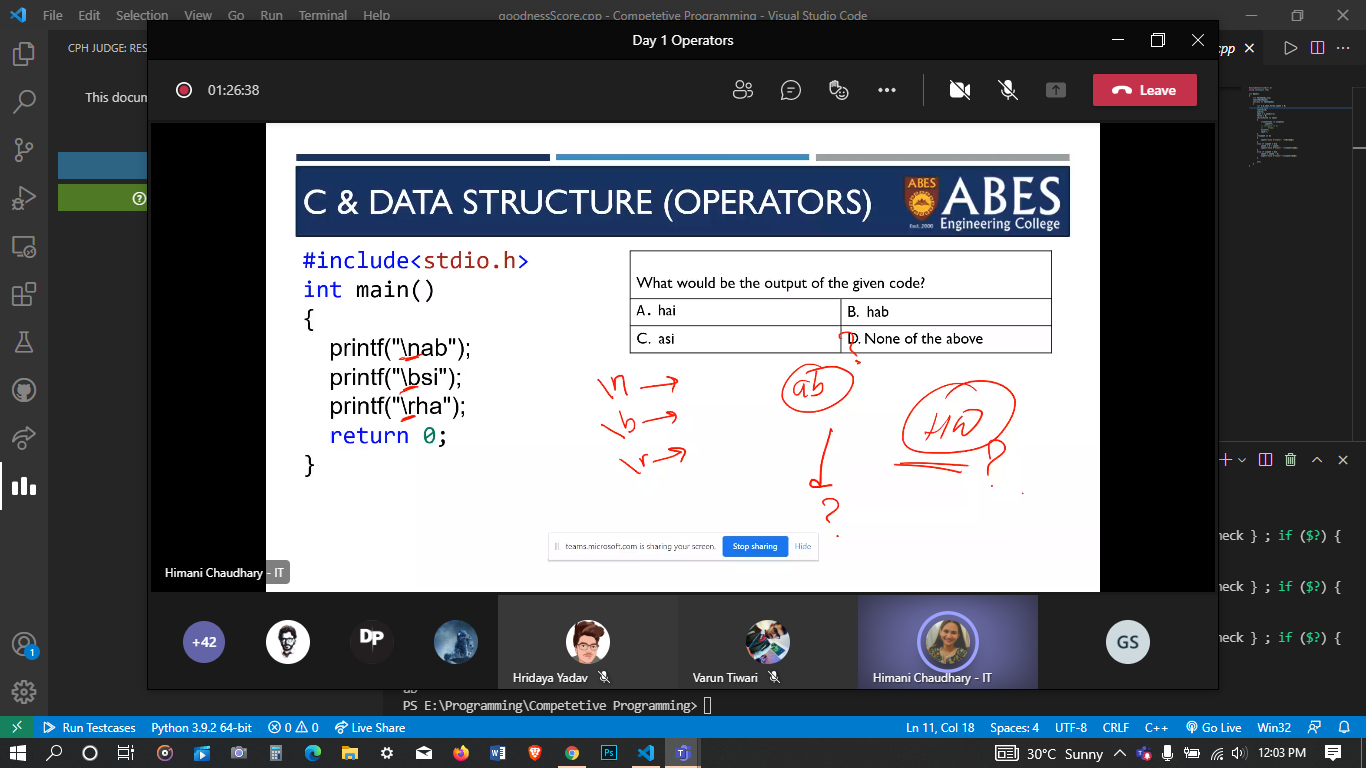 File Edit Selection View Go Run Terminal Help
goodnessScore.cpp - Competetive Programming - Visual Studio Code
CPH JUDGE: RES
This docum
cpp
Day 1 Operators
01:26:38
Leave
C & DATA STRUCTURE (OPERATORS)
ABES
Estd. 2000
ABES
Engineering College
#include<stdio.h>
int main()
{
printf("\nab");
printf("\bsi");
printf("\rha");
return 0;
}
What would be the output of the given code?
A. hai
B. hab
C. asi
D. None of the above
?
\n →
\b →
\r →
ab
?
HW
?
teams.microsoft.com is sharing your screen.
Stop sharing
Hide
Himani Chaudhary - IT
+42
DP
Hridaya Yadav
Varun Tiwari
Himani Chaudhary - IT
GS
heck } ; if ($?) {
heck } ; if ($?) {
heck } ; if ($?) {
ab
PS E:\Programming\Competetive Programming>
1
Run Testcases
Python 3.9.2 64-bit
0
0
Live Share
Ln 11, Col 18
Spaces: 4
UTF-8
CRLF
C++
Go Live
Win32
30°C Sunny
12:03 PM